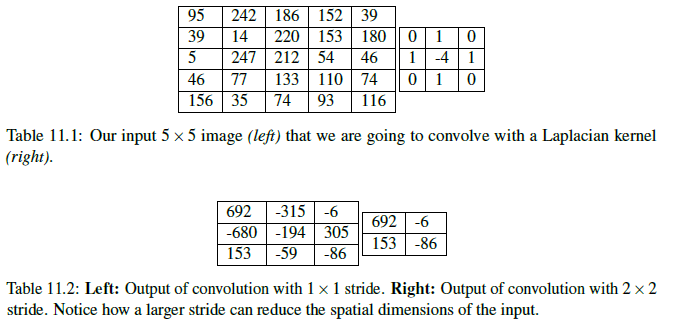 95 242 186 152 39
39 14 220 153 180 0 1 0
5 247 212 54 46 1 -4 1
46 77 133 110 74 0 1 0
156 35 74 93 116
Table 11.1: Our input 5 × 5 image (left) that we are going to convolve with a Laplacian kernel
(right).
692 -315 -6
692 -6
-680 -194 305
153 -86
153 -59 -86
Table 11.2: Left: Output of convolution with 1 × 1 stride. Right: Output of convolution with 2 × 2
stride. Notice how a larger stride can reduce the spatial dimensions of the input.